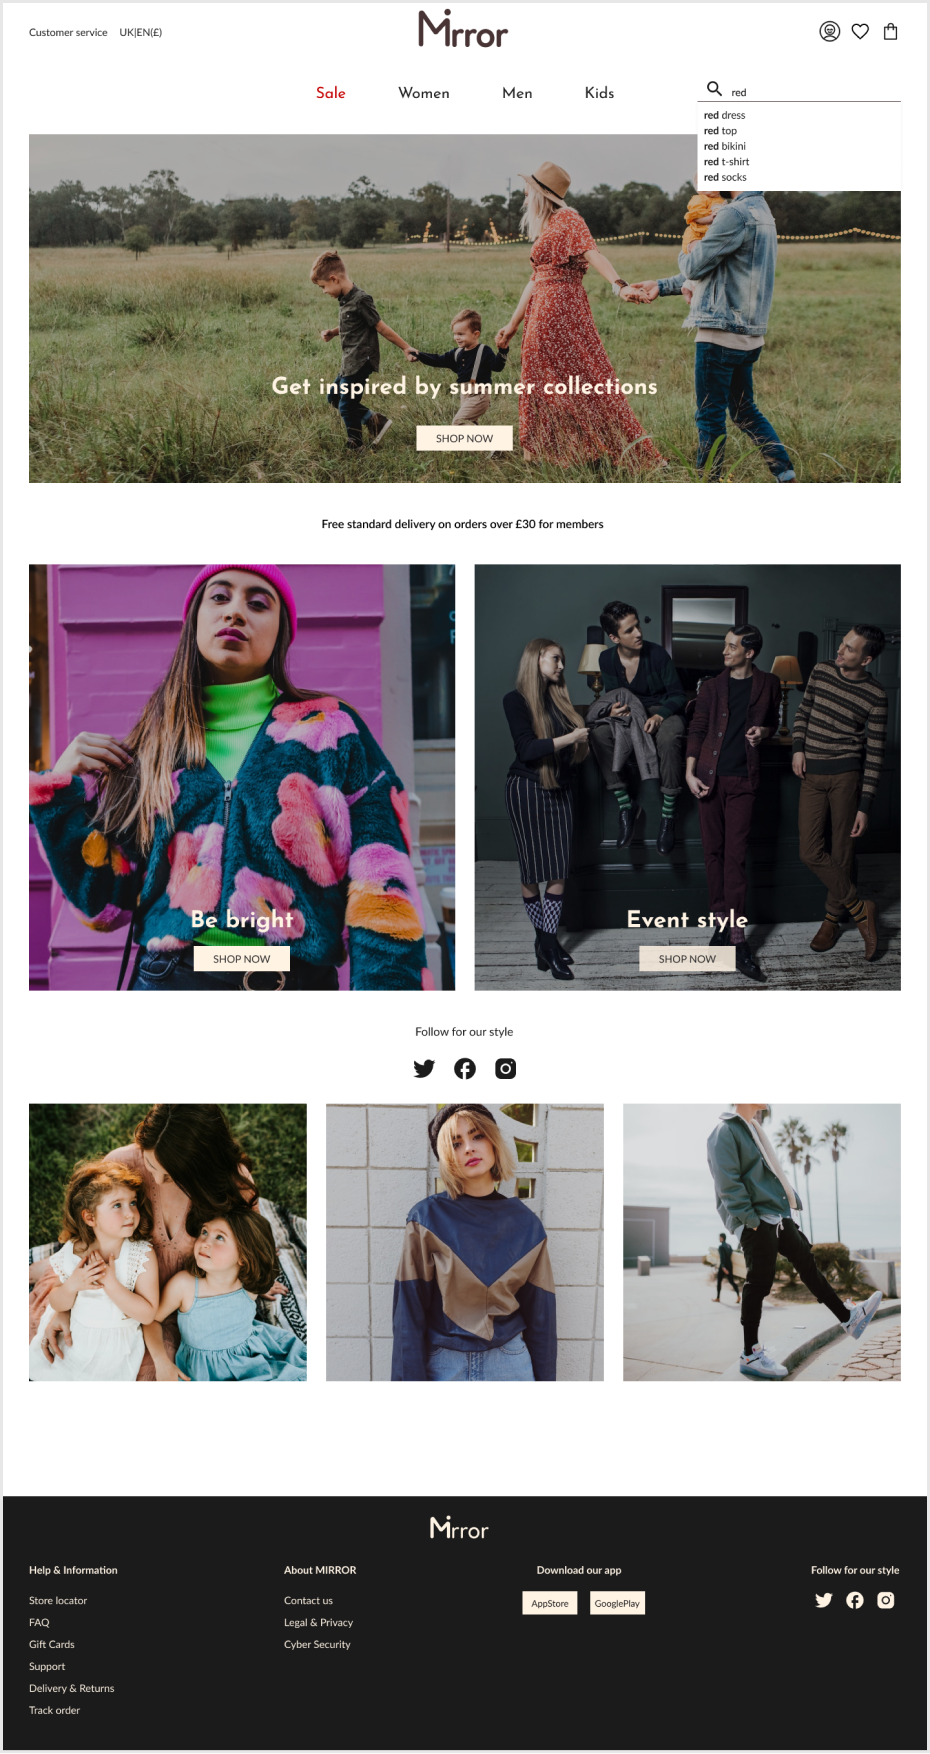 Customer service UK|EN(£)
Mirror
Sale Women Men Kids
red
red dress
red top
red bikini
red t-shirt
red socks
Get inspired by summer collections
SHOP NOW
Free standard delivery on orders over £30 for members
Be bright
SHOP NOW
Event style
SHOP NOW
Follow for our style
Mirror
Help & Information
Store locator
FAQ
Gift Cards
Support
Delivery & Returns
Track order
About MIRROR
Contact us
Legal & Privacy
Cyber Security
Download our app
AppStore GooglePlay
Follow for our style